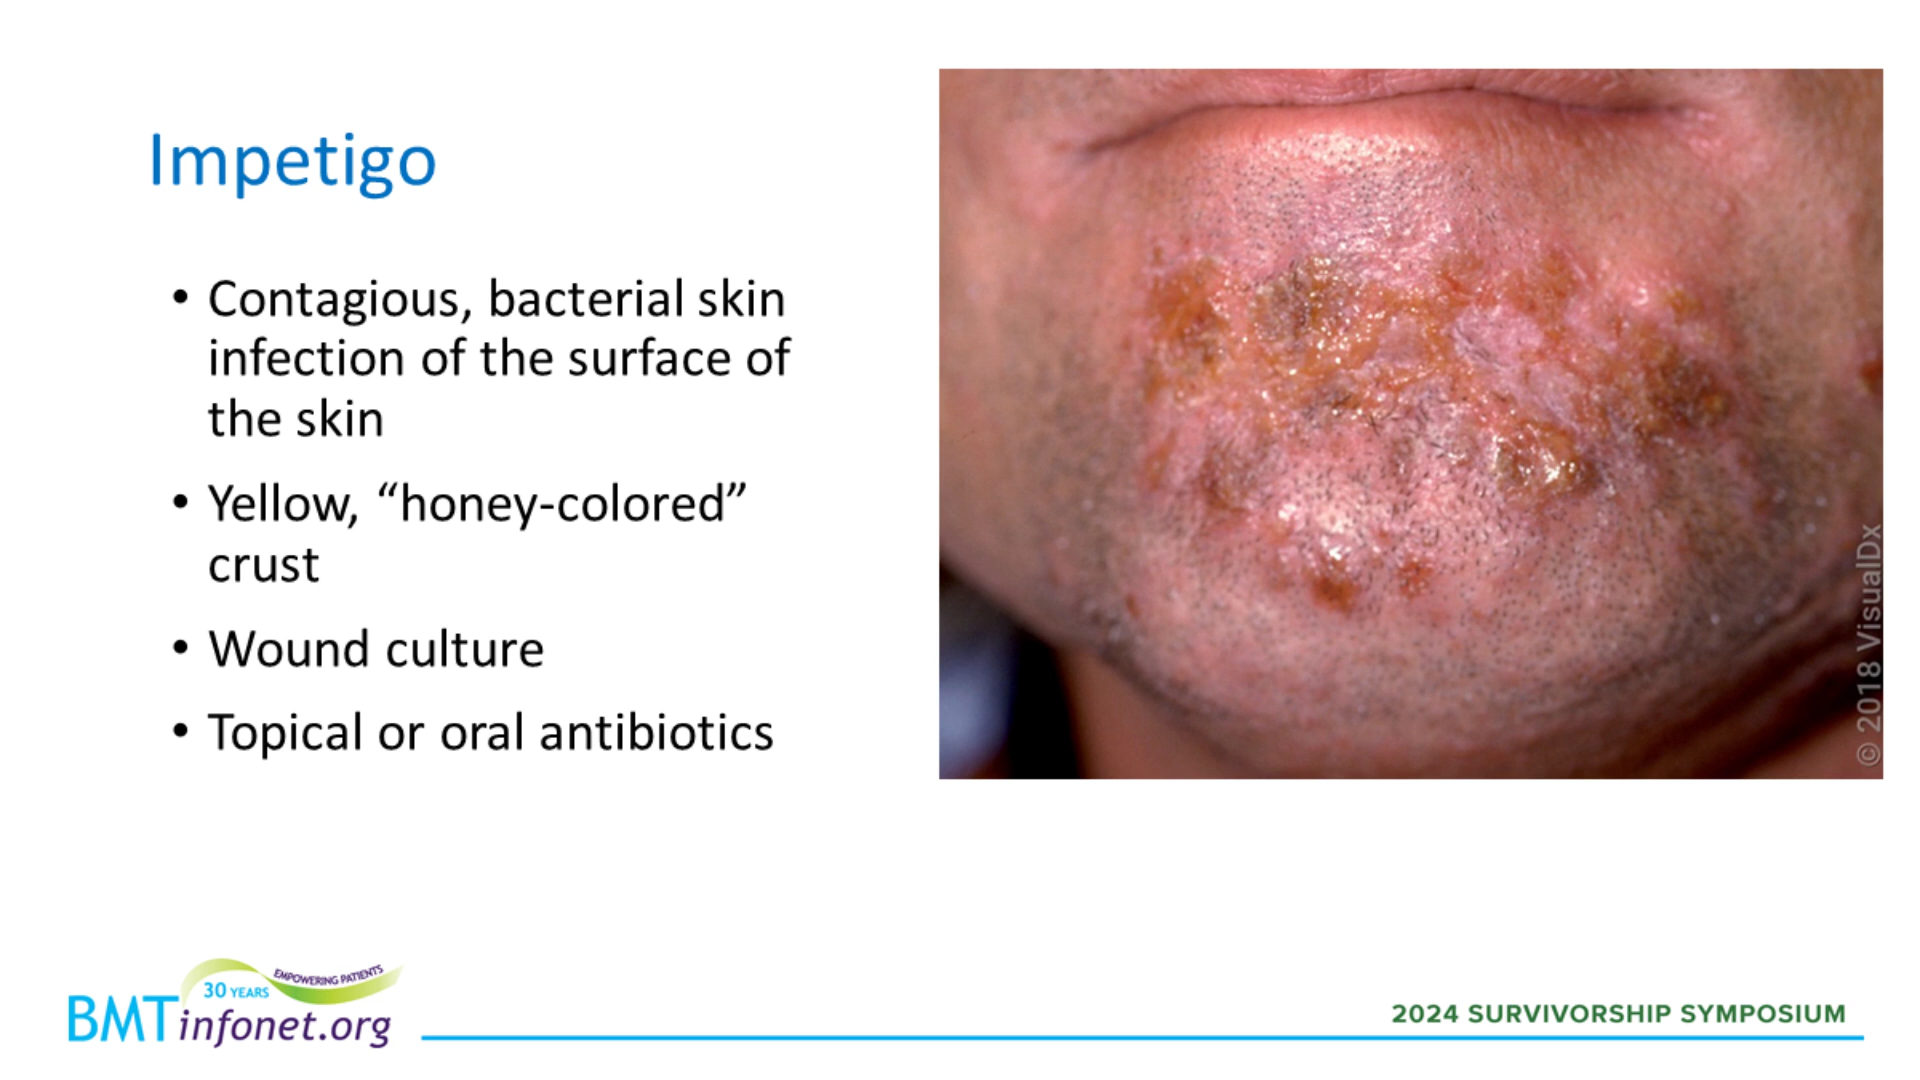 Impetigo
• Contagious, bacterial skin
infection of the surface of
the skin
• Yellow, “honey-colored”
crust
• Wound culture
• Topical or oral antibiotics
© 2018 VisualDx
30 YEARS
EMPOWERING PATIENTS
BMTinfonet.org
2024 SURVIVORSHIP SYMPOSIUM